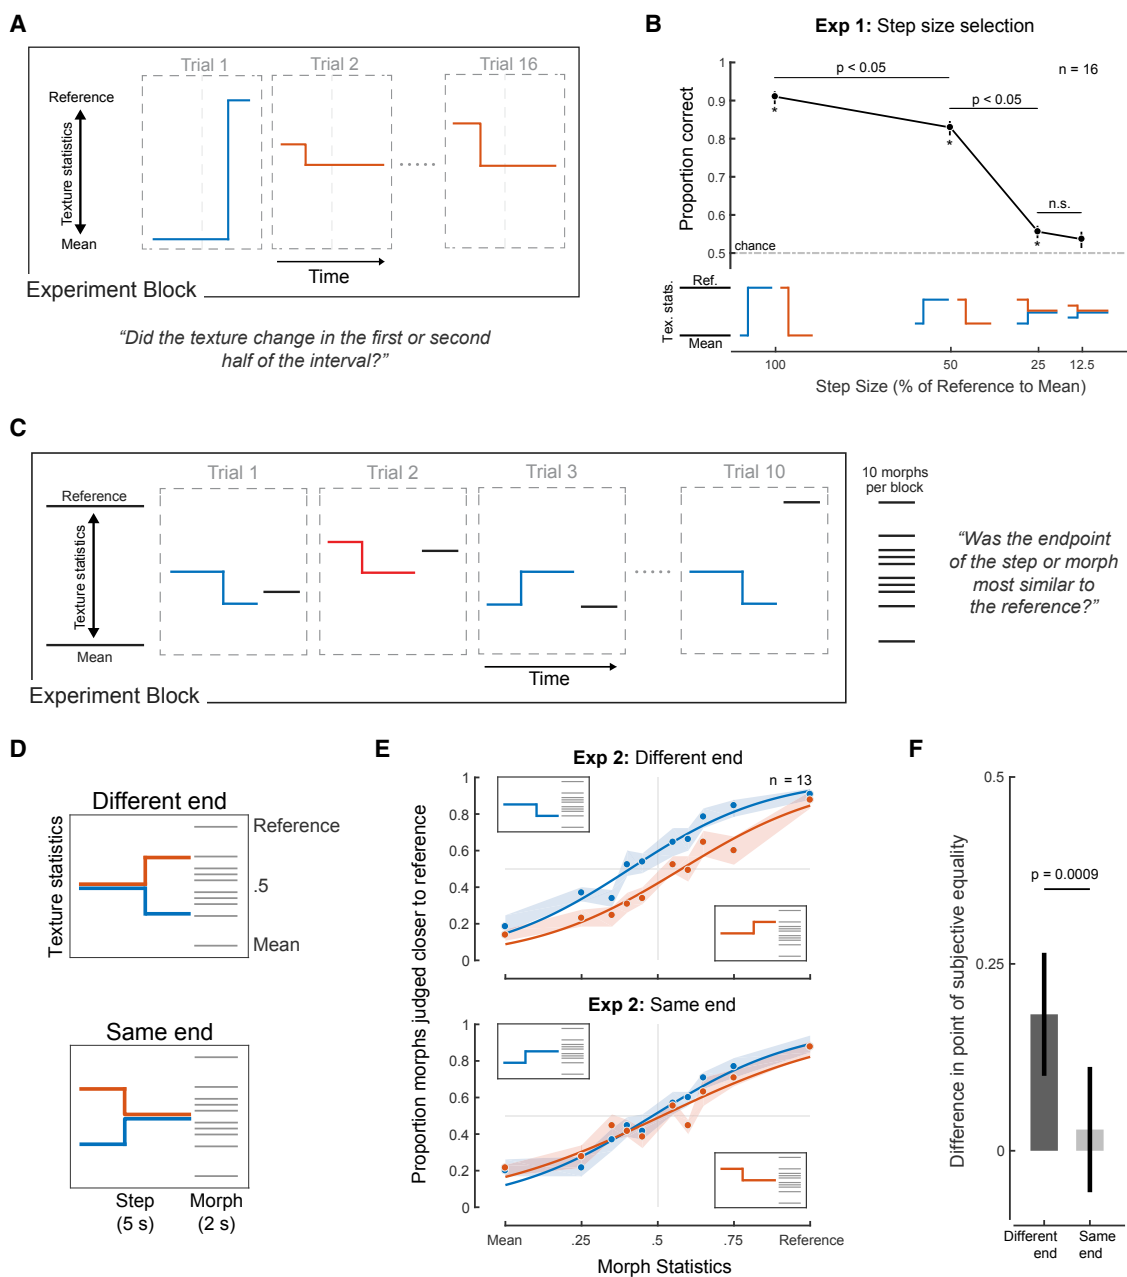 A
Trial 1
Trial 2
Trial 16
Reference
Texture statistics
Mean
Time
Experiment Block
“Did the texture change in the first or second
half of the interval?”
B
Exp 1: Step size selection
n = 16
p < 0.05
p < 0.05
n.s.
*
*
*
Proportion correct
1
0.9
0.8
0.7
0.6
0.5
chance
Tex. stats.
Ref.
Mean
100
50
25
12.5
Step Size (% of Reference to Mean)
C
Trial 1
Trial 2
Trial 3
Trial 10
Reference
Texture statistics
Mean
Time
Experiment Block
10 morphs
per block
“Was the endpoint
of the step or morph
most similar to
the reference?”
D
Different end
Texture statistics
Reference
.5
Mean
Same end
Step
(5 s)
Morph
(2 s)
E
Exp 2: Different end
n = 13
Proportion morphs judged closer to reference
1
0.8
0.6
0.4
0.2
0
Exp 2: Same end
1
0.8
0.6
0.4
0.2
0
Mean
.25
.5
.75
Reference
Morph Statistics
F
Difference in point of subjective equality
0.5
0.25
0
p = 0.0009
Different
end
Same
end